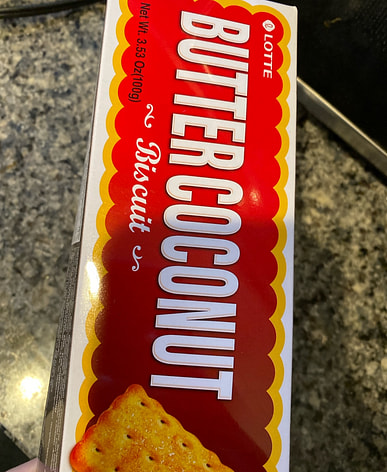 LOTTE
BUTTER COCONUT
Biscuit
Net Wt. 3.53 Oz(100g)